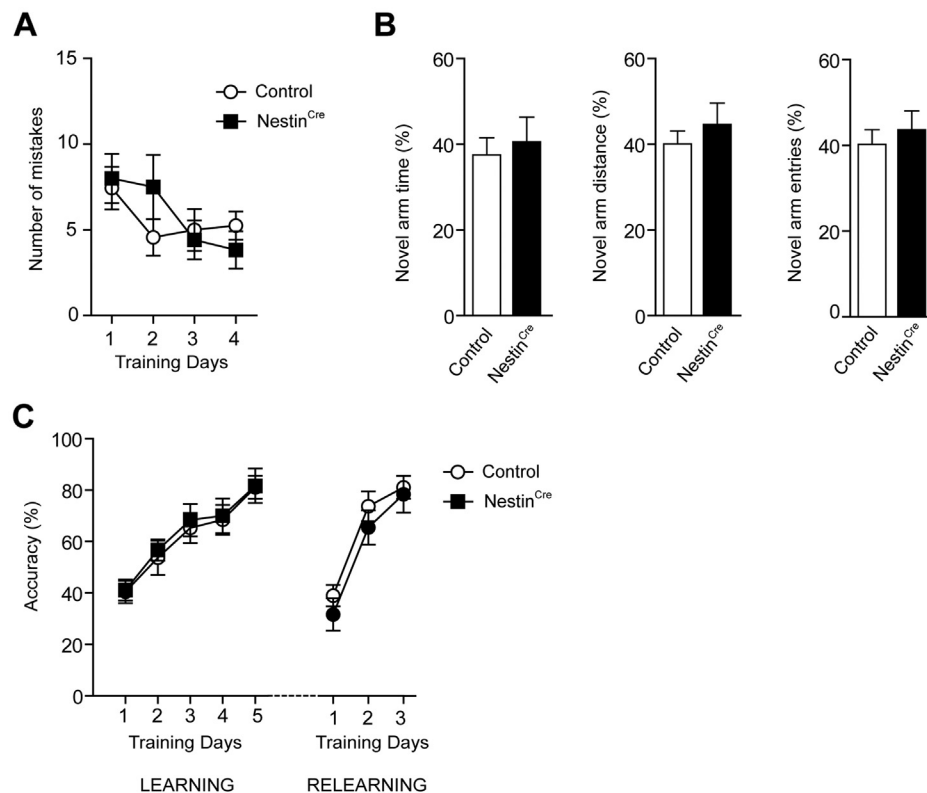 A
15
10
5
0
Number of mistakes
Control
Nestin^Cre
1 2 3 4
Training Days
B
60
40
20
0
Novel arm time (%)
Control
Nestin^Cre
60
40
20
0
Novel arm distance (%)
Control
Nestin^Cre
60
40
20
0
Novel arm entries (%)
Control
Nestin^Cre
C
100
80
60
40
20
0
Accuracy (%)
Control
Nestin^Cre
1 2 3 4 5
Training Days
LEARNING
1 2 3
Training Days
RELEARNING